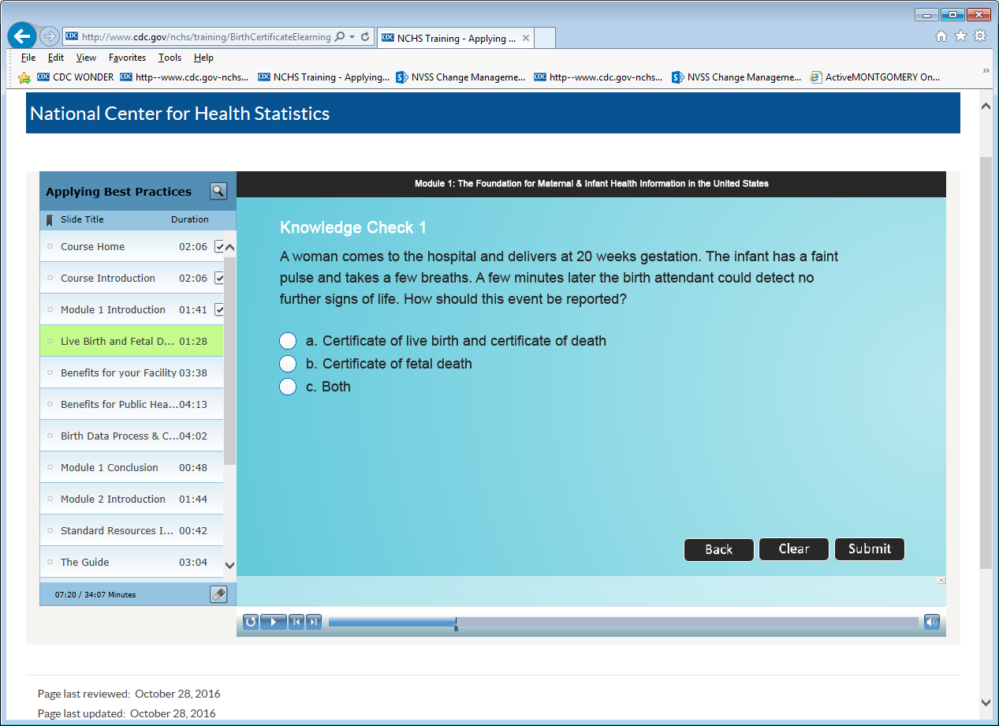 http://www.cdc.gov/nchs/training/BirthCertificateElearning
CDC NCHS Training - Applying ...
File Edit View Favorites Tools Help
CDC CDC WONDER CDC http--www.cdc.gov-nchs... CDC NCHS Training - Applying... NVSS Change Manageme... CDC http--www.cdc.gov-nchs... NVSS Change Manageme... ActiveMONTGOMERY On...
National Center for Health Statistics
Applying Best Practices
Slide Title Duration
Course Home 02:06
Course Introduction 02:06
Module 1 Introduction 01:41
Live Birth and Fetal D... 01:28
Benefits for your Facility 03:38
Benefits for Public Hea... 04:13
Birth Data Process & C... 04:02
Module 1 Conclusion 00:48
Module 2 Introduction 01:44
Standard Resources I... 00:42
The Guide 03:04
07:20 / 34:07 Minutes
Module 1: The Foundation for Maternal & Infant Health Information in the United States
Knowledge Check 1
A woman comes to the hospital and delivers at 20 weeks gestation. The infant has a faint
pulse and takes a few breaths. A few minutes later the birth attendant could detect no
further signs of life. How should this event be reported?
a. Certificate of live birth and certificate of death
b. Certificate of fetal death
c. Both
Back Clear Submit
Page last reviewed: October 28, 2016
Page last updated: October 28, 2016